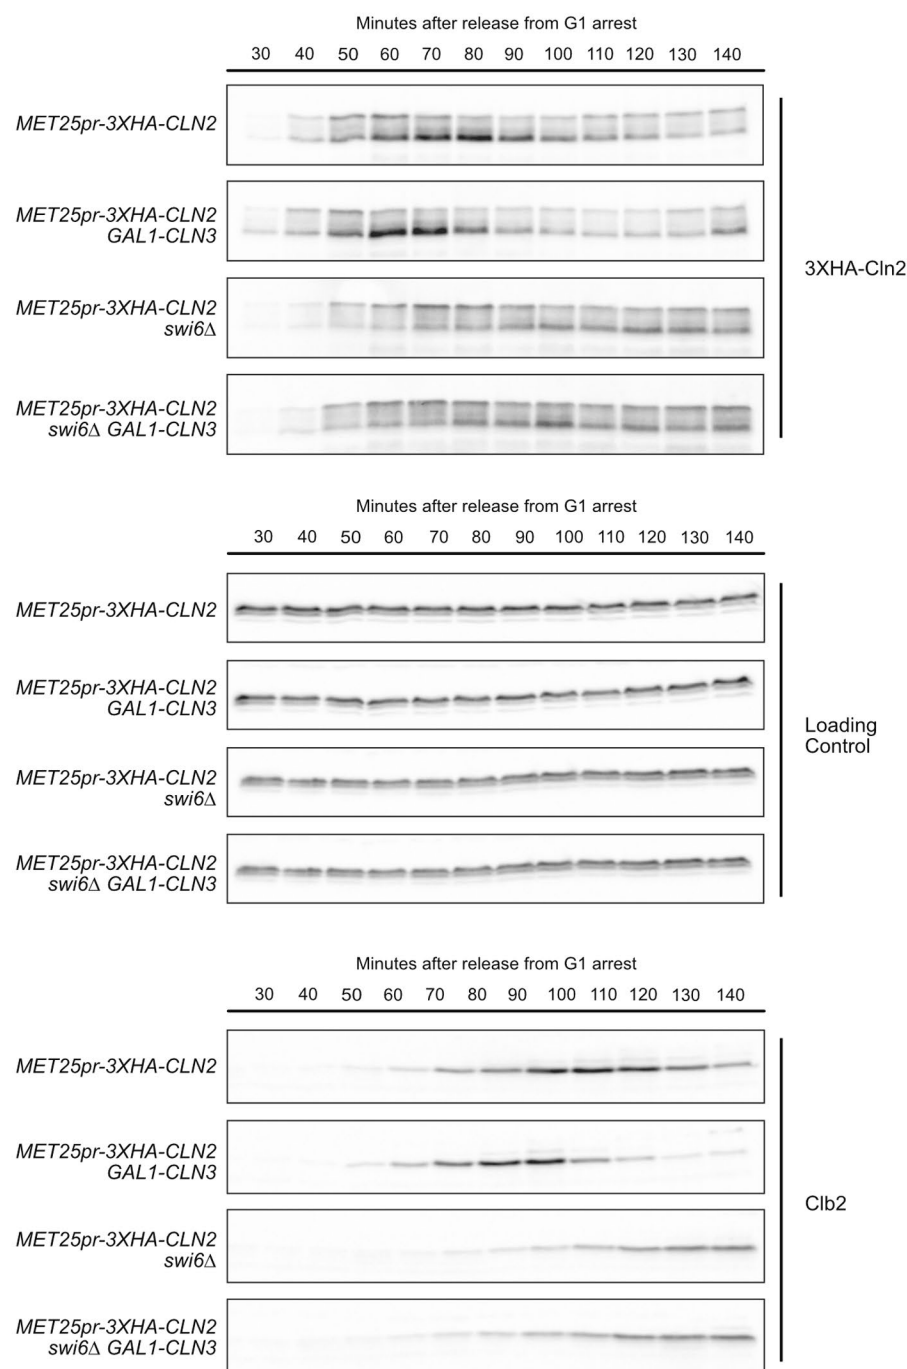 Minutes after release from G1 arrest
30 40 50 60 70 80 90 100 110 120 130 140
MET25pr-3XHA-CLN2
MET25pr-3XHA-CLN2
GAL1-CLN3
3XHA-Cln2
MET25pr-3XHA-CLN2
swi6Δ
MET25pr-3XHA-CLN2
swi6Δ GAL1-CLN3
Minutes after release from G1 arrest
30 40 50 60 70 80 90 100 110 120 130 140
MET25pr-3XHA-CLN2
MET25pr-3XHA-CLN2
GAL1-CLN3
Loading
Control
MET25pr-3XHA-CLN2
swi6Δ
MET25pr-3XHA-CLN2
swi6Δ GAL1-CLN3
Minutes after release from G1 arrest
30 40 50 60 70 80 90 100 110 120 130 140
MET25pr-3XHA-CLN2
MET25pr-3XHA-CLN2
GAL1-CLN3
Clb2
MET25pr-3XHA-CLN2
swi6Δ
MET25pr-3XHA-CLN2
swi6Δ GAL1-CLN3